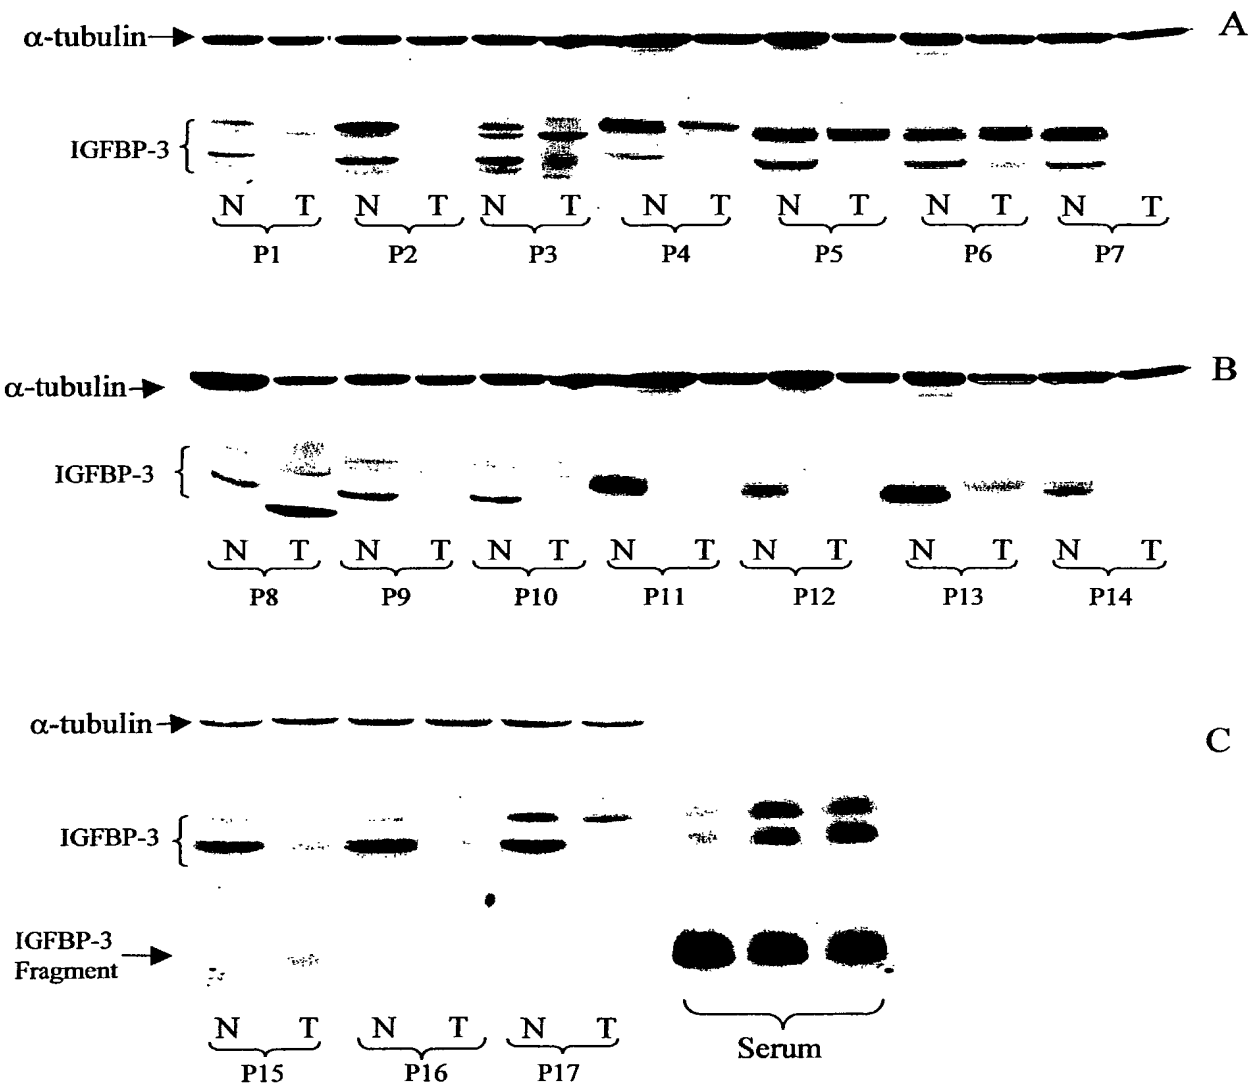 A
α-tubulin
IGFBP-3
N T N T N T N T N T N T N T
P1 P2 P3 P4 P5 P6 P7
B
α-tubulin
IGFBP-3
N T N T N T N T N T N T N T
P8 P9 P10 P11 P12 P13 P14
α-tubulin
C
IGFBP-3
IGFBP-3
Fragment
N T N T N T
Serum
P15 P16 P17